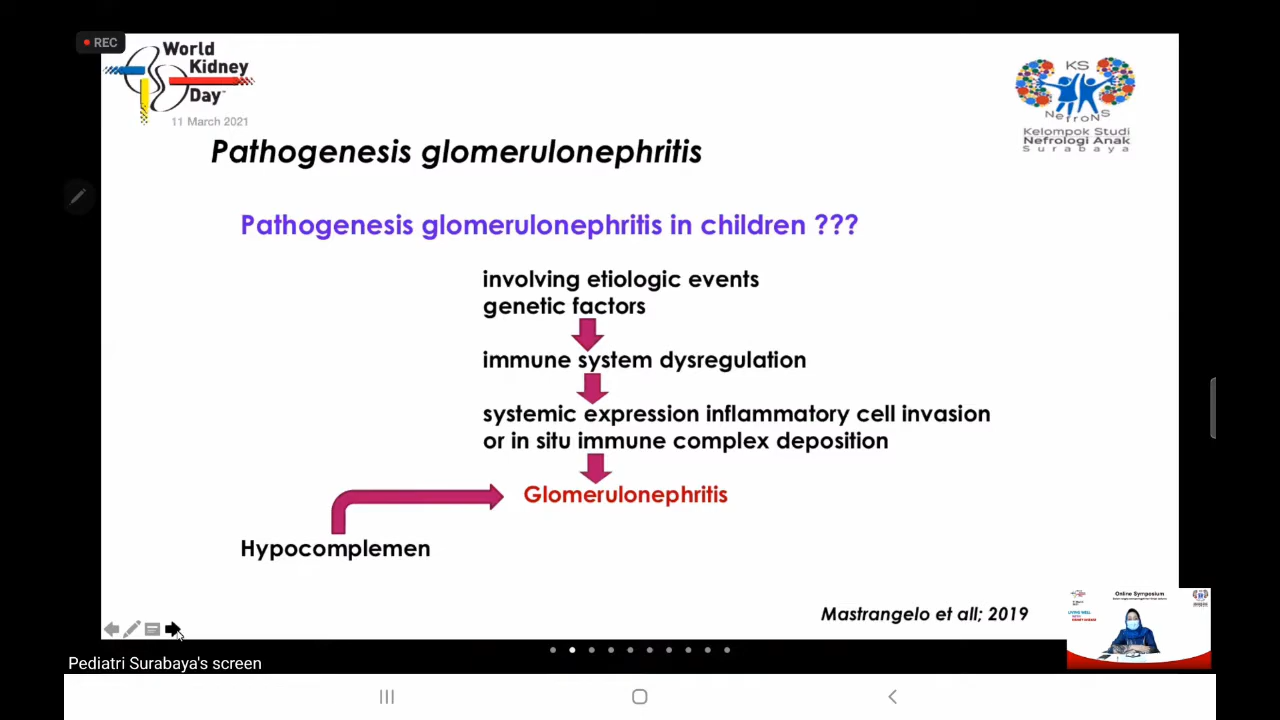 REC
World
Kidney
Day
11 March 2021
KS
NefroNS
Kelompok Studi
Nefrologi Anak
Surabaya
Pathogenesis glomerulonephritis
Pathogenesis glomerulonephritis in children ???
involving etiologic events
genetic factors
immune system dysregulation
systemic expression inflammatory cell invasion
or in situ immune complex deposition
Glomerulonephritis
Hypocomplemen
Mastrangelo et all; 2019
Online Symposium
LIVING WELL
Pediatri Surabaya's screen